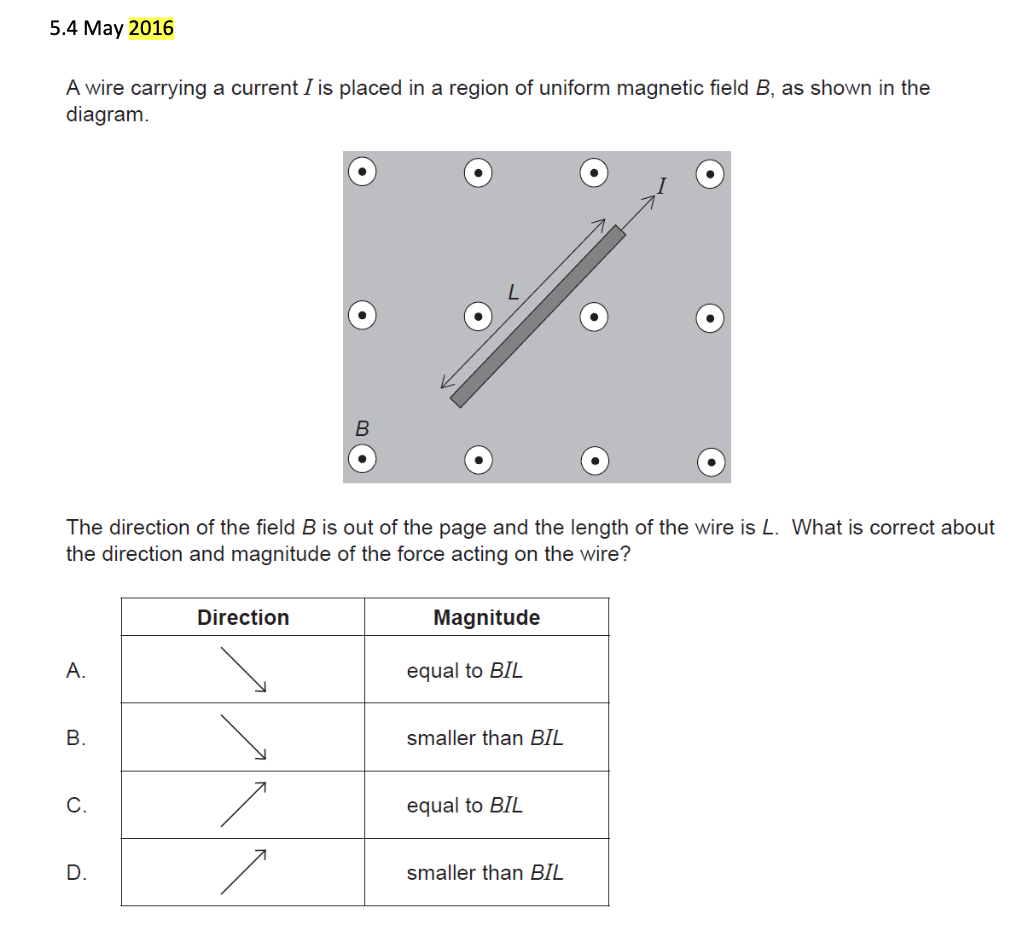 5.4 May 2016
A wire carrying a current I is placed in a region of uniform magnetic field B, as shown in the
diagram.
I
L
B
The direction of the field B is out of the page and the length of the wire is L. What is correct about
the direction and magnitude of the force acting on the wire?
Direction Magnitude
A. equal to BIL
B. smaller than BIL
C. equal to BIL
D. smaller than BIL